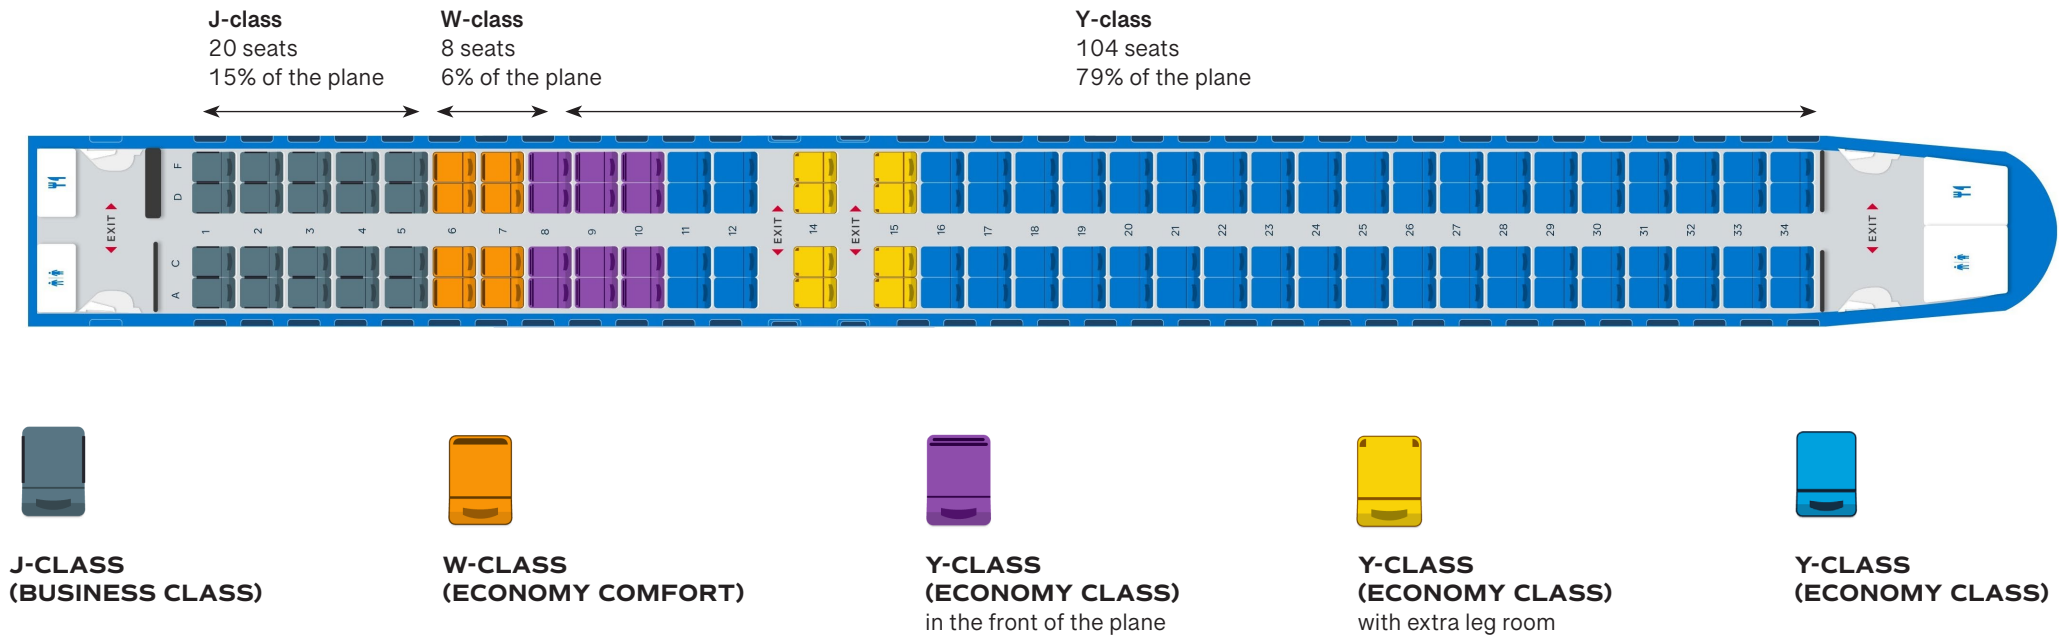 J-class
20 seats
15% of the plane
W-class
8 seats
6% of the plane
Y-class
104 seats
79% of the plane
F
D
C
A
EXIT
1
2
3
4
5
6
7
8
9
10
11
12
EXIT
14
EXIT
15
16
17
18
19
20
21
22
23
24
25
26
27
28
29
30
31
32
33
34
EXIT
J-CLASS
(BUSINESS CLASS)
W-CLASS
(ECONOMY COMFORT)
Y-CLASS
(ECONOMY CLASS)
in the front of the plane
Y-CLASS
(ECONOMY CLASS)
with extra leg room
Y-CLASS
(ECONOMY CLASS)